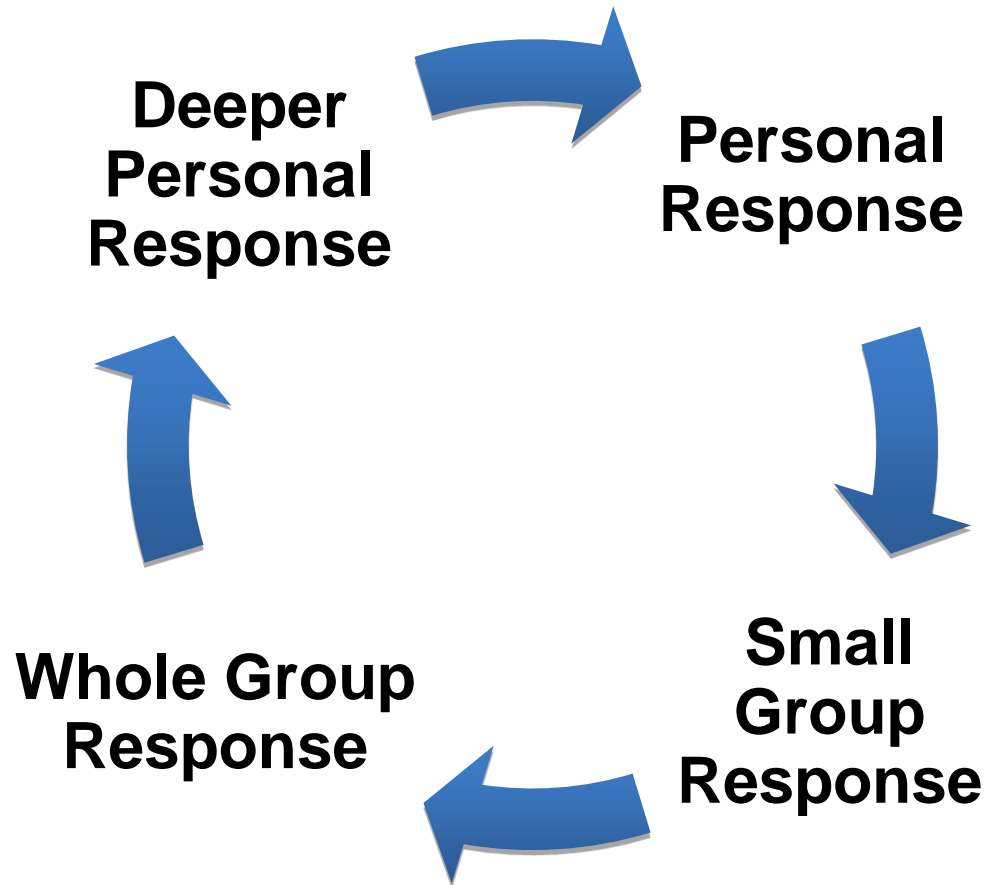 Deeper
Personal
Response
Personal
Response
Small
Group
Response
Whole Group
Response